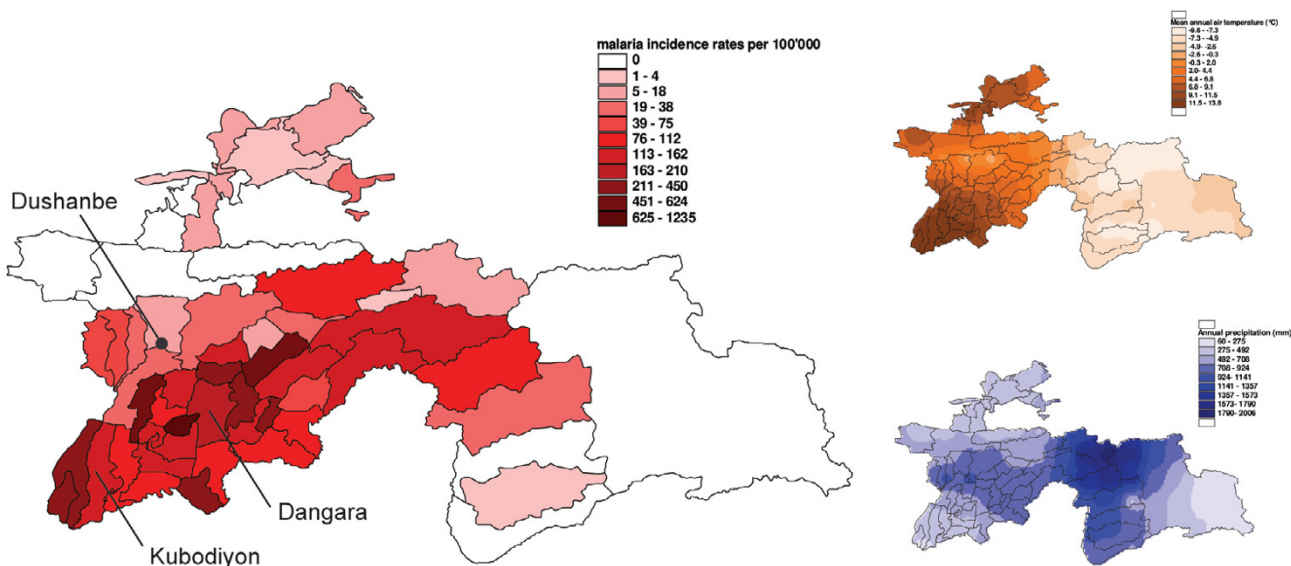 malaria incidence rates per 100'000
0
1 - 4
5 - 18
19 - 38
39 - 75
76 - 112
113 - 162
163 - 210
211 - 450
451 - 624
625 - 1235
Dushanbe
Dangara
Kubodiyon
Mean annual air temperature (°C)
-9.6 - -7.3
-7.3 - -4.9
-4.9 - -2.6
-2.6 - -0.3
-0.3 - 2.0
2.0 - 4.4
4.4 - 6.8
6.8 - 9.1
9.1 - 11.5
11.5 - 13.8
Annual precipitation (mm)
60 - 275
275 - 492
492 - 708
708 - 924
924- 1141
1141 - 1357
1357 - 1573
1573- 1790
1790- 2006